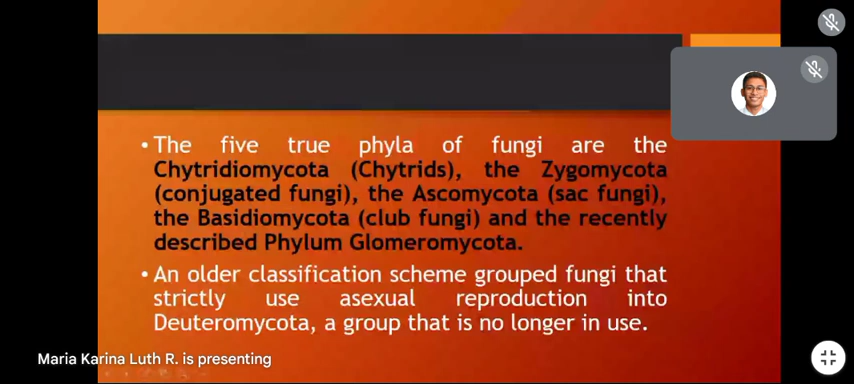 • The five true phyla of fungi are the
Chytridiomycota (Chytrids), the Zygomycota
(conjugated fungi), the Ascomycota (sac fungi),
the Basidiomycota (club fungi) and the recently
described Phylum Glomeromycota.
• An older classification scheme grouped fungi that
strictly use asexual reproduction into
Deuteromycota, a group that is no longer in use.
Maria Karina Luth R. is presenting